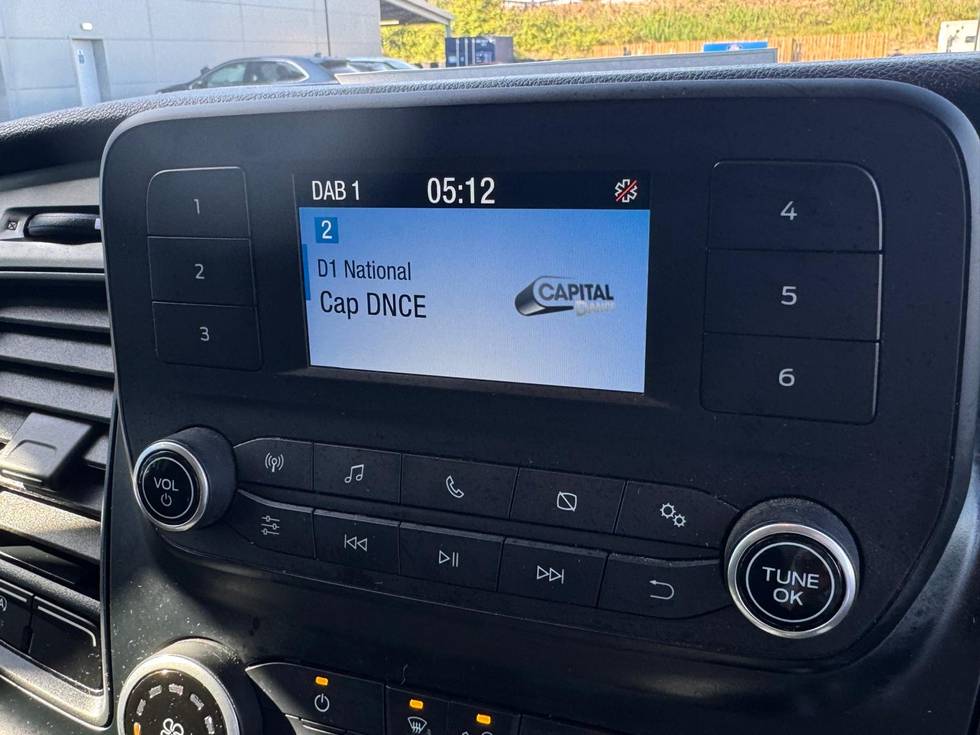 DAB 1 05:12
2
D1 National
Cap DNCE
CAPITAL
DANCE
1
2
3
4
5
6
VOL
TUNE
OK